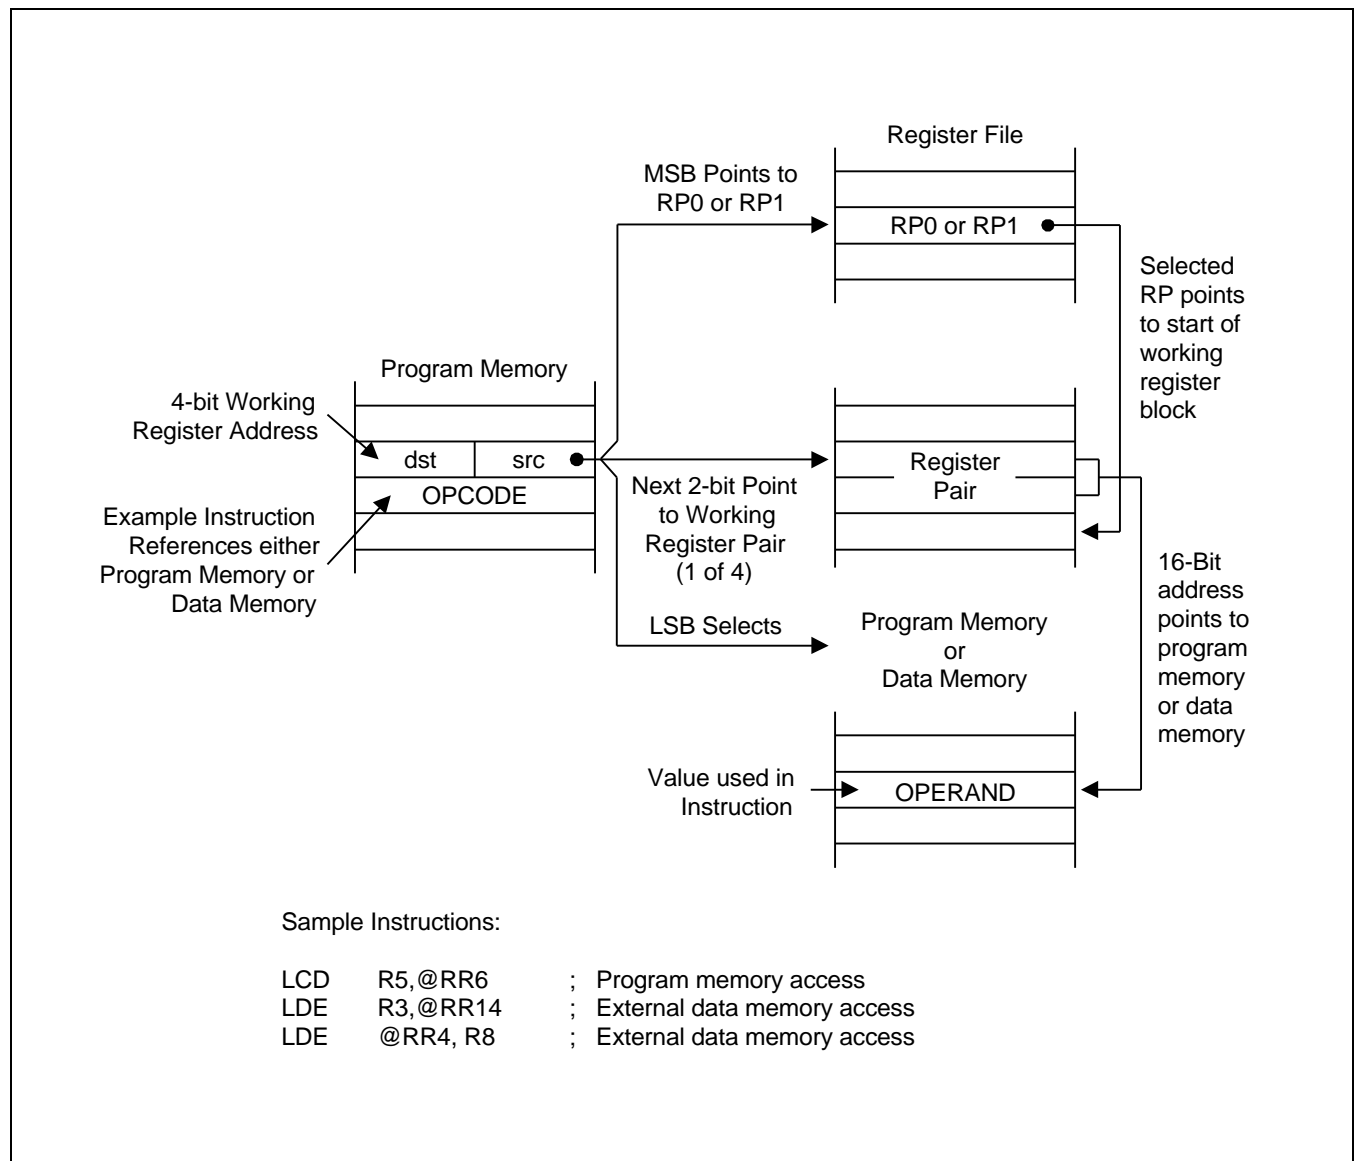 Register File
MSB Points to
RP0 or RP1
RP0 or RP1
Selected
RP points
to start of
working
register
block
Program Memory
4-bit Working
Register Address
dst src
OPCODE
Example Instruction
References either
Program Memory or
Data Memory
Register
Pair
Next 2-bit Point
to Working
Register Pair
(1 of 4)
LSB Selects
Program Memory
or
Data Memory
16-Bit
address
points to
program
memory
or data
memory
Value used in
Instruction
OPERAND
Sample Instructions:
LCD R5,@RR6 ; Program memory access
LDE R3,@RR14 ; External data memory access
LDE @RR4, R8 ; External data memory access